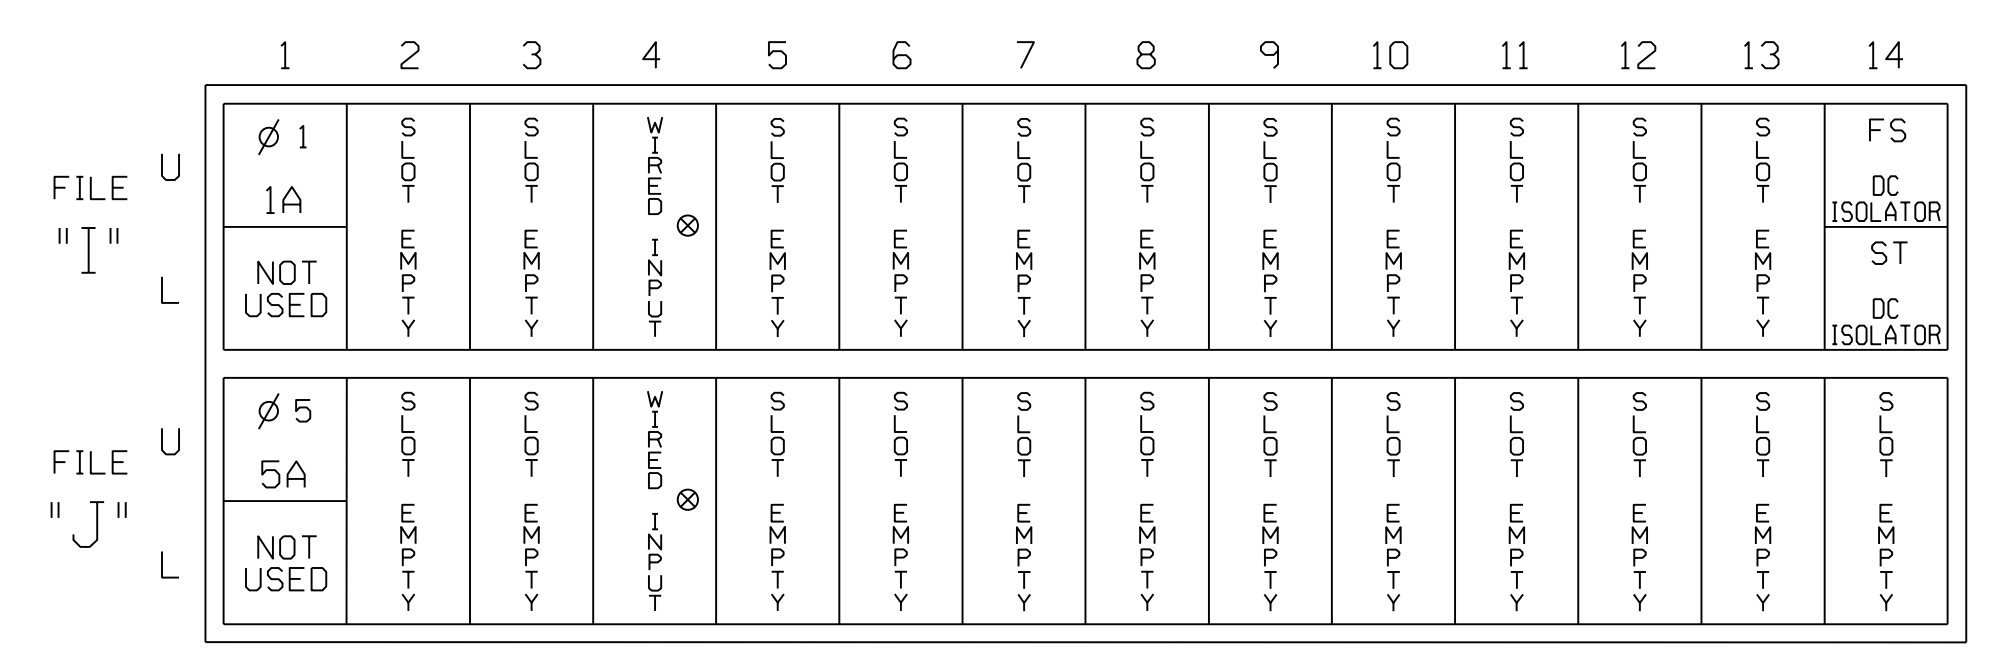 1 2 3 4 5 6 7 8 9 10 11 12 13 14
FILE
"I"
U
L
Ø 1
1A
NOT
USED
SLOT EMPTY
SLOT EMPTY
WIRED INPUT
SLOT EMPTY
SLOT EMPTY
SLOT EMPTY
SLOT EMPTY
SLOT EMPTY
SLOT EMPTY
SLOT EMPTY
SLOT EMPTY
SLOT EMPTY
FS
DC
ISOLATOR
ST
DC
ISOLATOR
FILE
"J"
U
L
Ø 5
5A
NOT
USED
SLOT EMPTY
SLOT EMPTY
WIRED INPUT
SLOT EMPTY
SLOT EMPTY
SLOT EMPTY
SLOT EMPTY
SLOT EMPTY
SLOT EMPTY
SLOT EMPTY
SLOT EMPTY
SLOT EMPTY
SLOT EMPTY